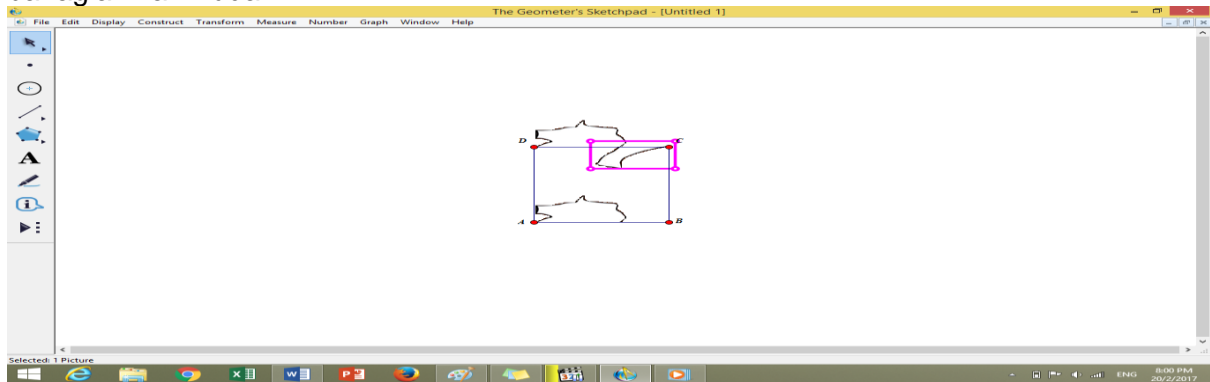 The Geometer's Sketchpad - [Untitled 1]
File Edit Display Construct Transform Measure Number Graph Window Help
D C
A B
A
Selected: 1 Picture
ENG 8:00 PM
20/2/2017